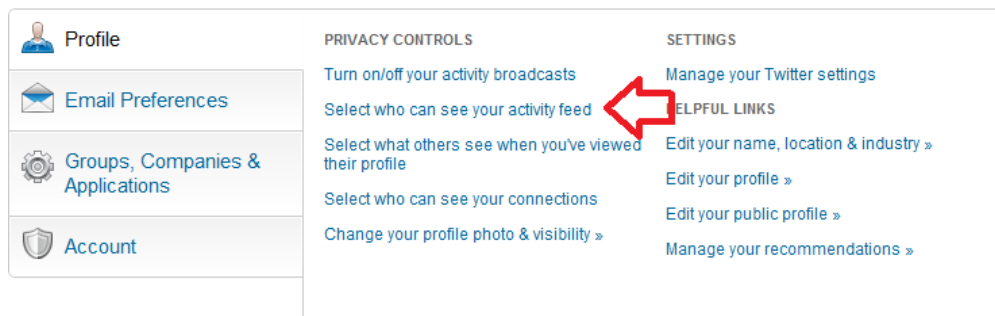 Profile
Email Preferences
Groups, Companies &
Applications
Account
PRIVACY CONTROLS
Turn on/off your activity broadcasts
Select who can see your activity feed
Select what others see when you've viewed
their profile
Select who can see your connections
Change your profile photo & visibility »
SETTINGS
Manage your Twitter settings
HELPFUL LINKS
Edit your name, location & industry »
Edit your profile »
Edit your public profile »
Manage your recommendations »